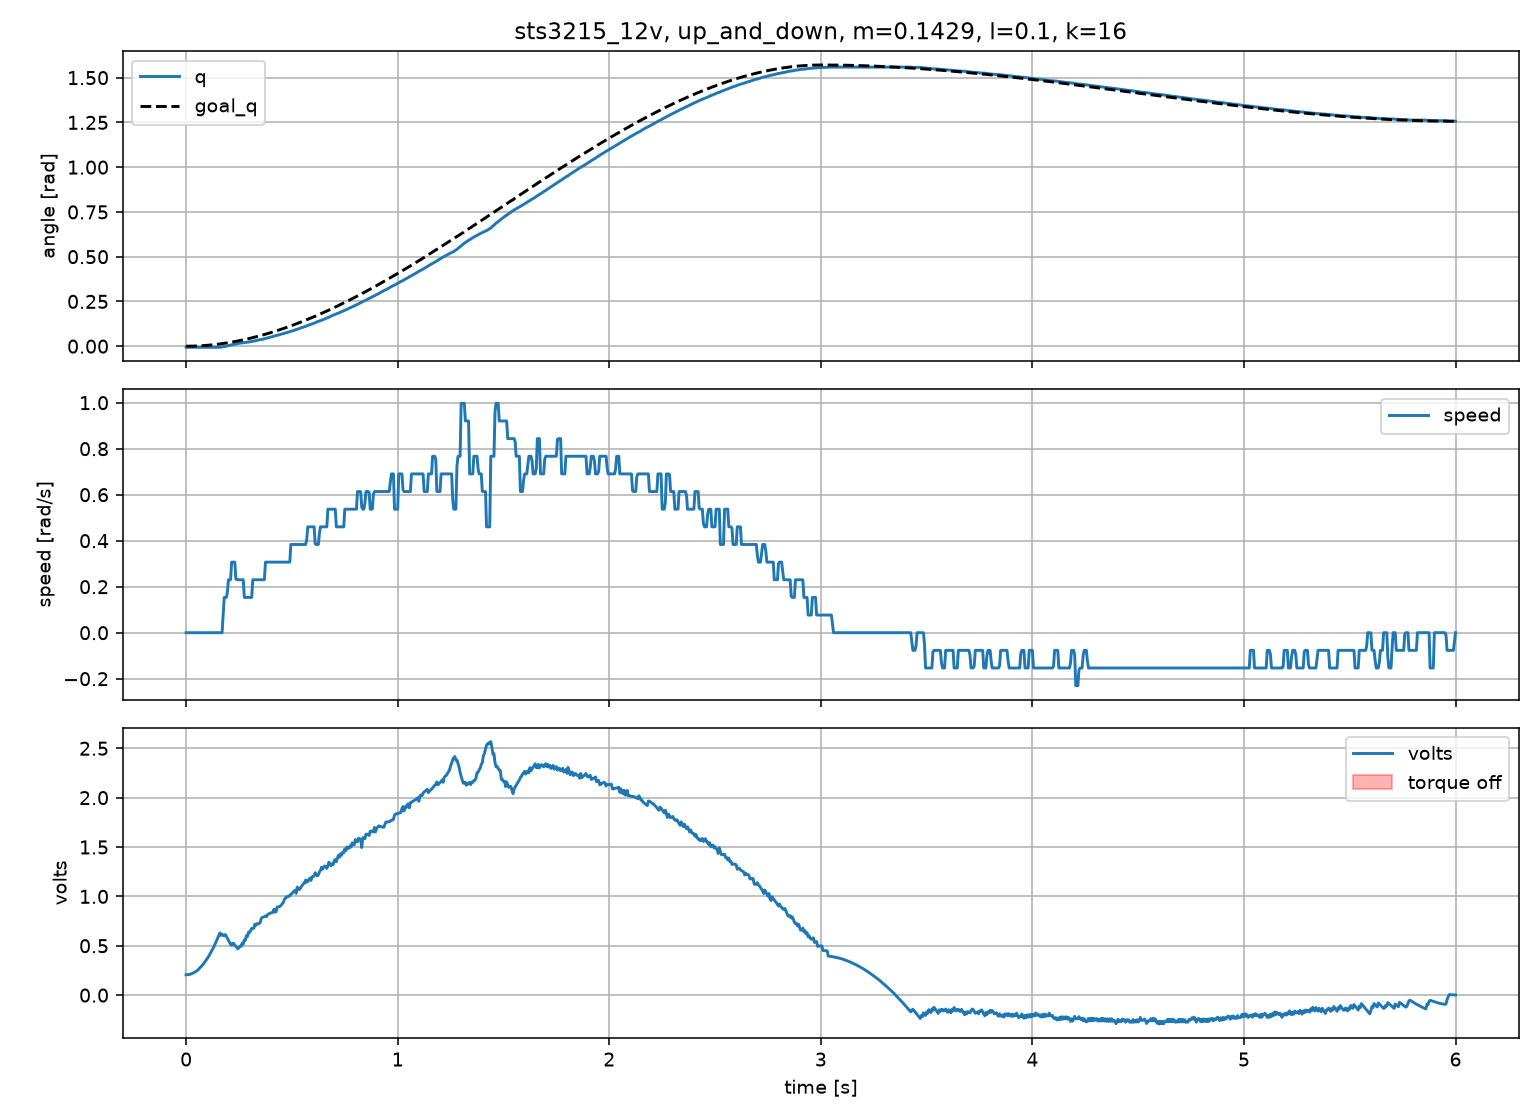 sts3215_12v, up_and_down, m=0.1429, l=0.1, k=16
q
goal_q
angle [rad]
1.50
1.25
1.00
0.75
0.50
0.25
0.00
speed
speed [rad/s]
1.0
0.8
0.6
0.4
0.2
0.0
−0.2
volts
torque off
volts
2.5
2.0
1.5
1.0
0.5
0.0
0
1
2
3
4
5
6
time [s]